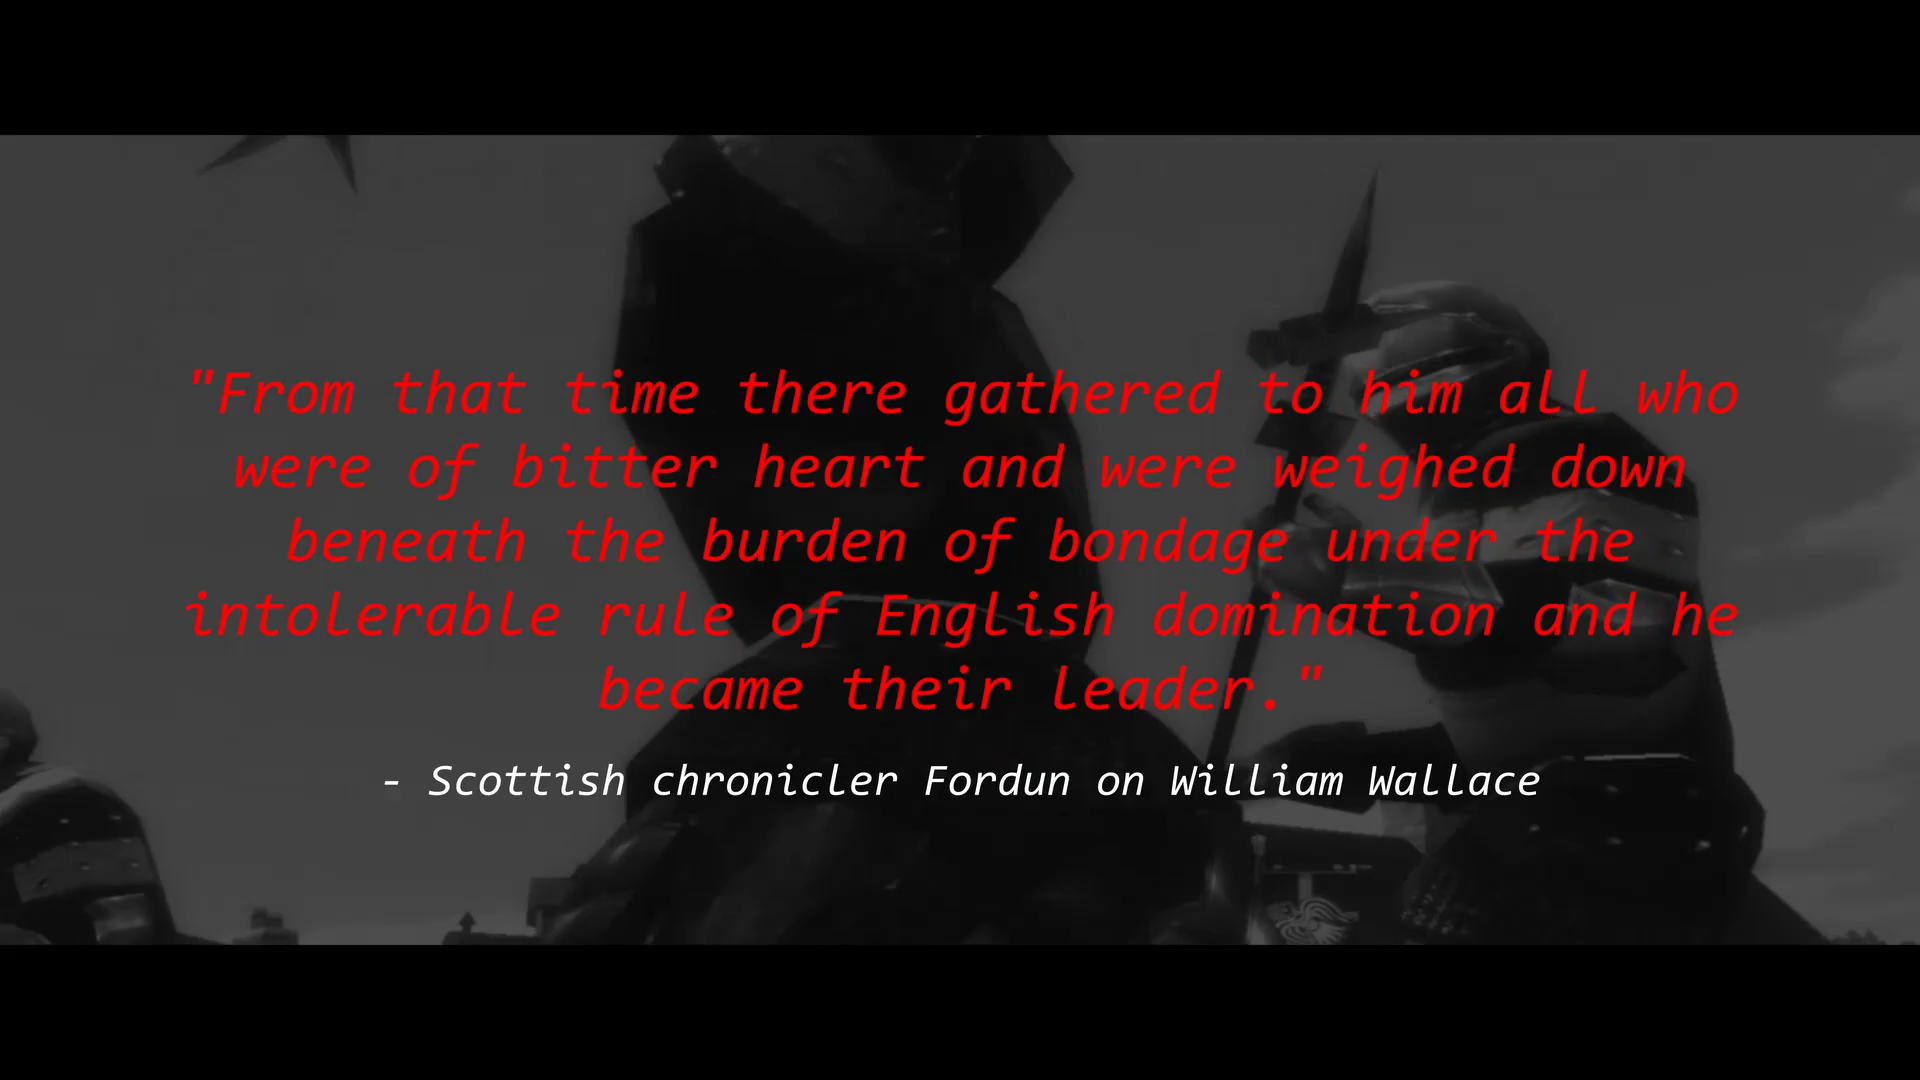 "From that time there gathered to him all who
were of bitter heart and were weighed down
beneath the burden of bondage under the
intolerable rule of English domination and he
became their leader."
- Scottish chronicler Fordun on William Wallace